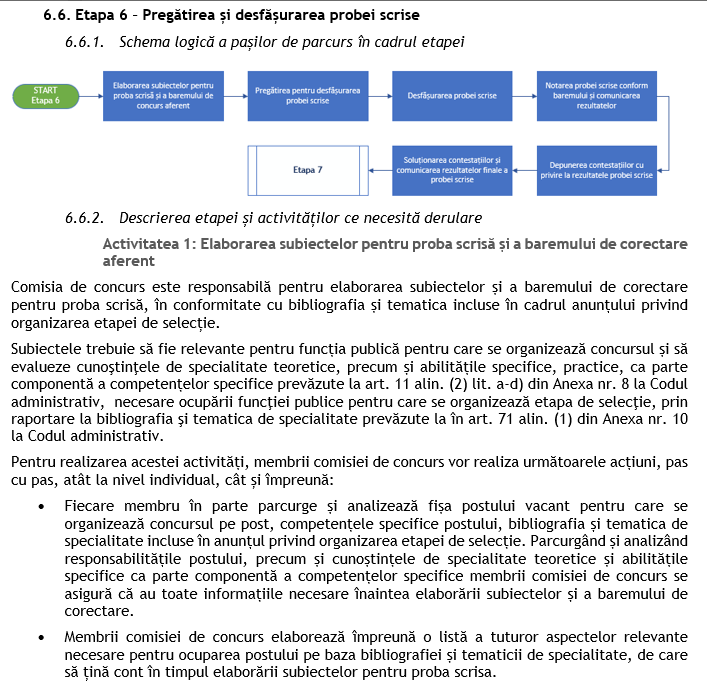 6.6. Etapa 6 – Pregătirea și desfășurarea probei scrise
6.6.1. Schema logică a pașilor de parcurs în cadrul etapei
START
Etapa 6
Elaborarea subiectelor pentru
proba scrisă și a baremului de
concurs aferent
Pregătirea pentru desfășurarea
probei scrise
Desfășurarea probei scrise
Notarea probei scrise conform
baremului și comunicarea
rezultatelor
Depunerea contestațiilor cu
privire la rezultatele probei scrise
Soluționarea contestațiilor și
comunicarea rezultatelor finale a
probei scrise
Etapa 7
6.6.2. Descrierea etapei și activităților ce necesită derulare
Activitatea 1: Elaborarea subiectelor pentru proba scrisă și a baremului de corectare
aferent
Comisia de concurs este responsabilă pentru elaborarea subiectelor și a baremului de corectare
pentru proba scrisă, în conformitate cu bibliografia și tematica incluse în cadrul anunțului privind
organizarea etapei de selecție.
Subiectele trebuie să fie relevante pentru funcția publică pentru care se organizează concursul și să
evalueze cunoştinţele de specialitate teoretice, precum și abilităţile specifice, practice, ca parte
componentă a competenţelor specifice prevăzute la art. 11 alin. (2) lit. a-d) din Anexa nr. 8 la Codul
administrativ, necesare ocupării funcţiei publice pentru care se organizează etapa de selecţie, prin
raportare la bibliografia şi tematica de specialitate prevăzute la în art. 71 alin. (1) din Anexa nr. 10
la Codul administrativ.
Pentru realizarea acestei activități, membrii comisiei de concurs vor realiza următoarele acțiuni, pas
cu pas, atât la nivel individual, cât și împreună:
• Fiecare membru în parte parcurge și analizează fișa postului vacant pentru care se
organizează concursul pe post, competențele specifice postului, bibliografia și tematica de
specialitate incluse în anunțul privind organizarea etapei de selecție. Parcurgând și analizând
responsabilitățile postului, precum și cunoștințele de specialitate teoretice și abilitățile
specifice ca parte componentă a competențelor specifice membrii comisiei de concurs se
asigură că au toate informațiile necesare înaintea elaborării subiectelor și a baremului de
corectare.
• Membrii comisiei de concurs elaborează împreună o listă a tuturor aspectelor relevante
necesare pentru ocuparea postului pe baza bibliografiei și tematicii de specialitate, de care
să țină cont în timpul elaborării subiectelor pentru proba scrisa.